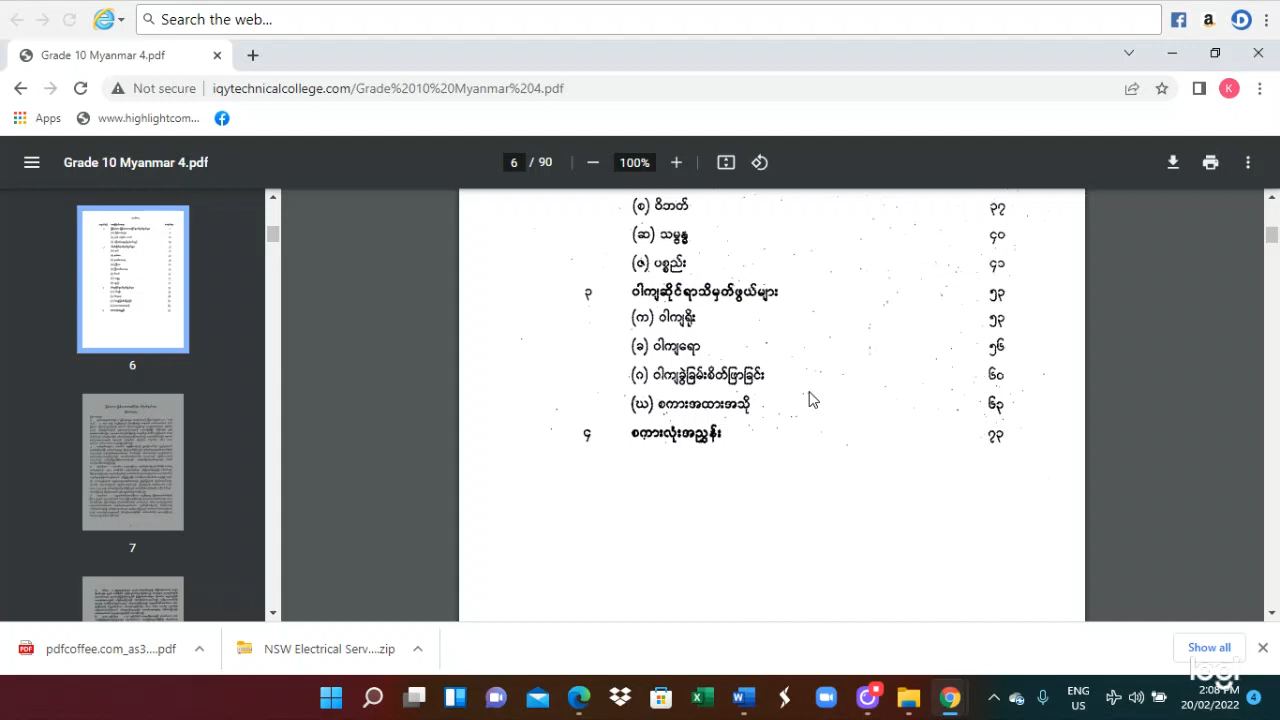 Search the web...
Grade 10 Myanmar 4.pdf
Not secure iqytechnicalcollege.com/Grade%2010%20Myanmar%204.pdf
Apps www.highlightcom...
K
Grade 10 Myanmar 4.pdf 6 / 90 100%
(စ) ဝိဘတ် ၃၇
(ဆ) သမ္ဗန္ဓ ၄၀
(ဇ) ပစ္စည်း ၄၁
၃ ဝါကျဆိုင်ရာသိမှတ်ဖွယ်များ ၅၃
(က) ဝါကျရိုး ၅၃
(ခ) ဝါကျရော ၅၆
(ဂ) ဝါကျခွဲခြမ်းစိတ်ဖြာခြင်း ၆၀
(ဃ) စကားအထားအသို
၄ စကားလုံးအညွှန်း ၇၃
6
7
pdfcoffee.com_as3....pdf NSW Electrical Serv....zip Show all
logi
ENG
US
2:08 PM
20/02/2022
4